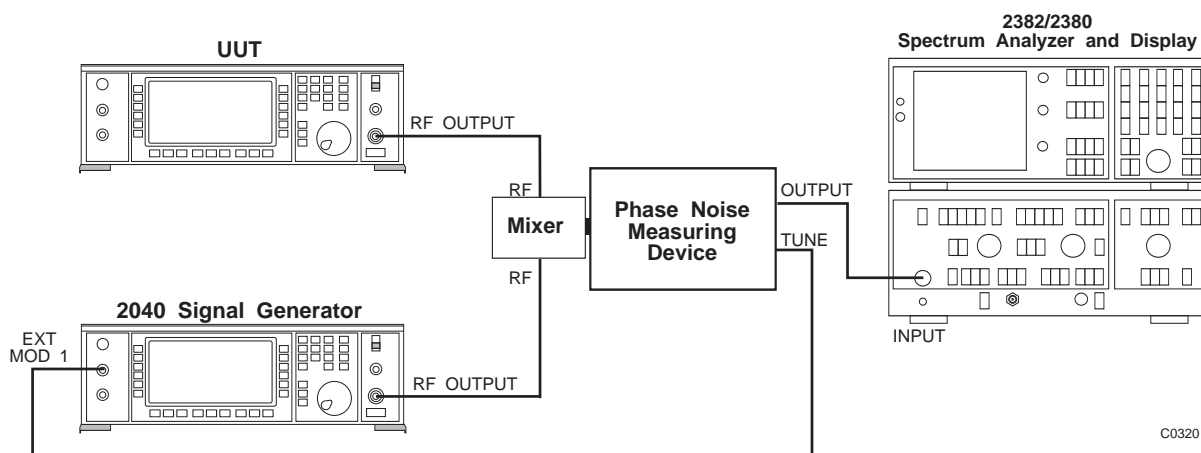 2382/2380
Spectrum Analyzer and Display
UUT
RF OUTPUT
RF
Mixer
RF
Phase Noise
Measuring
Device
OUTPUT
TUNE
INPUT
2040 Signal Generator
EXT
MOD 1
RF OUTPUT
C0320